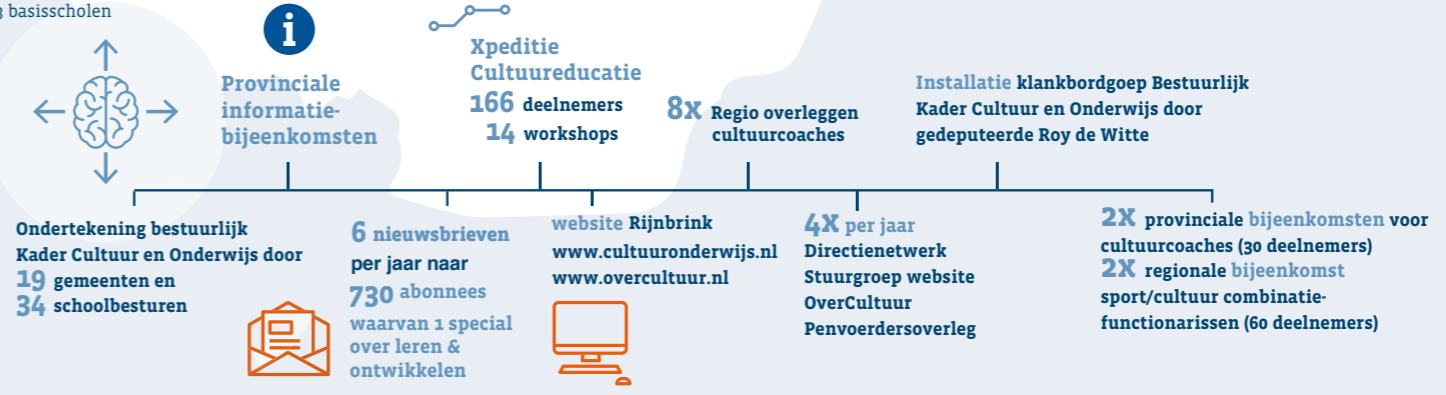 basisscholen
i
Provinciale
informatie-
bijeenkomsten
Xpeditie
Cultuureducatie
166 deelnemers
14 workshops
8x Regio overleggen
cultuurcoaches
Installatie klankbordgoep Bestuurlijk
Kader Cultuur en Onderwijs door
gedeputeerde Roy de Witte
Ondertekening bestuurlijk
Kader Cultuur en Onderwijs door
19 gemeenten en
34 schoolbesturen
6 nieuwsbrieven
per jaar naar
730 abonnees
waarvan 1 special
over leren &
ontwikkelen
website Rijnbrink
www.cultuuronderwijs.nl
www.overcultuur.nl
4x per jaar
Directienetwerk
Stuurgroep website
OverCultuur
Penvoerdersoverleg
2x provinciale bijeenkomsten voor
cultuurcoaches (30 deelnemers)
2x regionale bijeenkomst
sport/cultuur combinatie-
functionarissen (60 deelnemers)